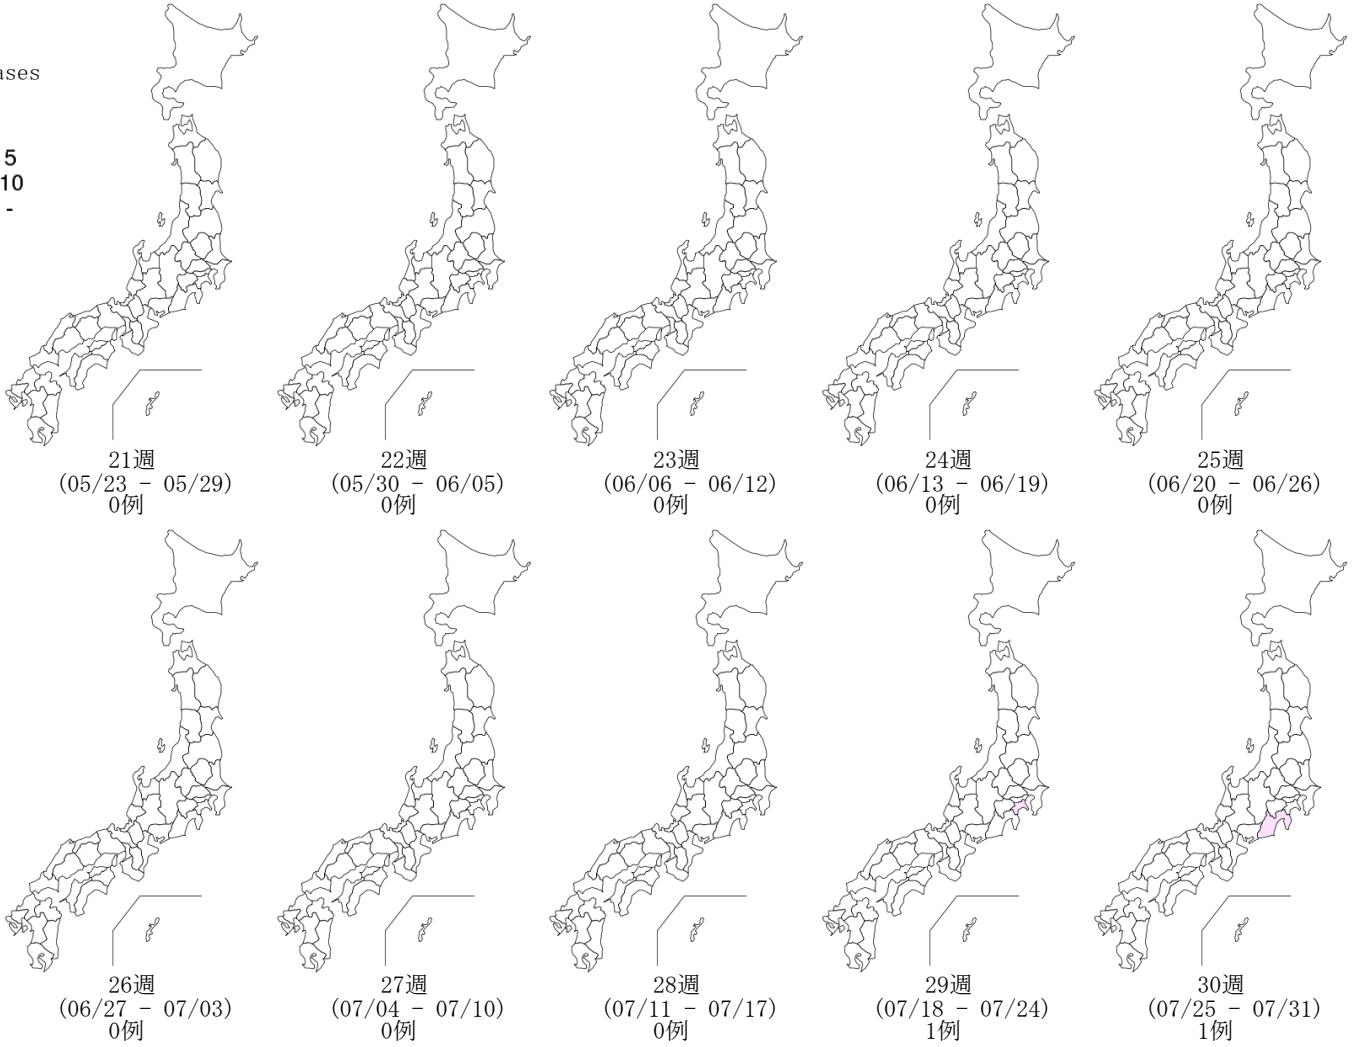 ases
5
10
-
21週
(05/23 - 05/29)
0例
22週
(05/30 - 06/05)
0例
23週
(06/06 - 06/12)
0例
24週
(06/13 - 06/19)
0例
25週
(06/20 - 06/26)
0例
26週
(06/27 - 07/03)
0例
27週
(07/04 - 07/10)
0例
28週
(07/11 - 07/17)
0例
29週
(07/18 - 07/24)
1例
30週
(07/25 - 07/31)
1例